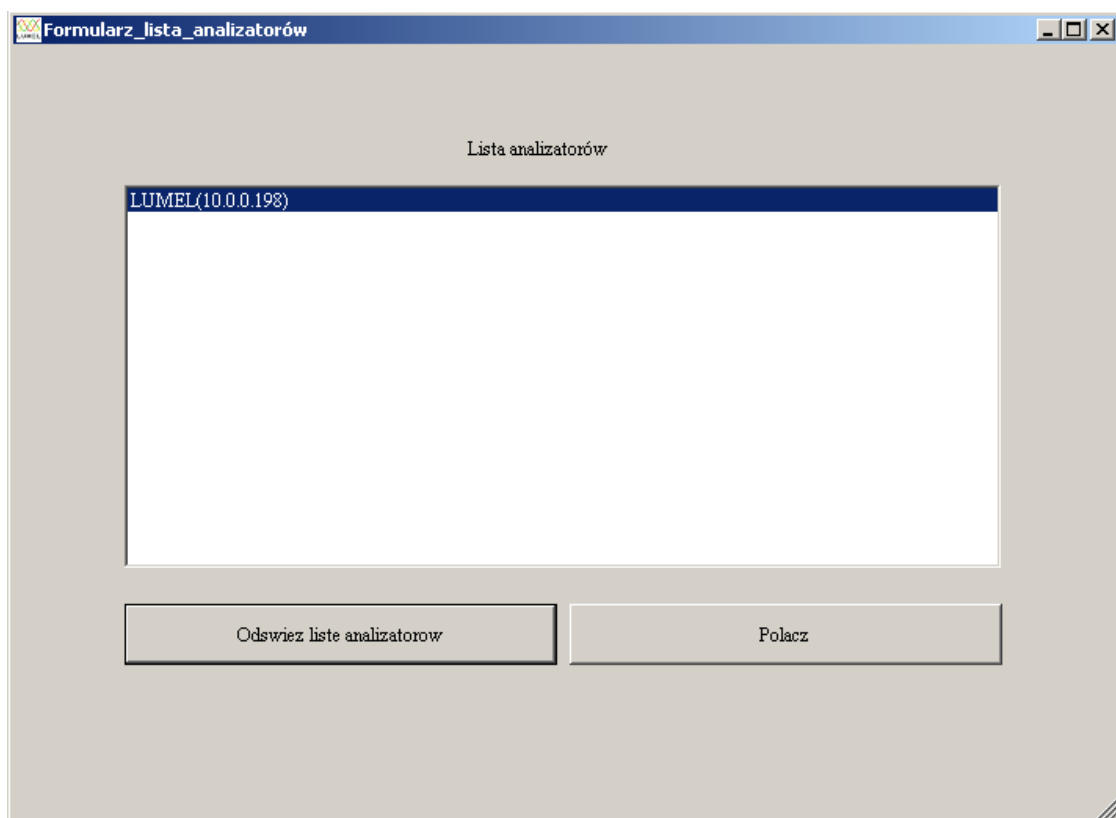 Formularz_lista_analizatorów
Lista analizatorów
LUMEL(10.0.0.198)
Odswiez liste analizatorow
Polacz